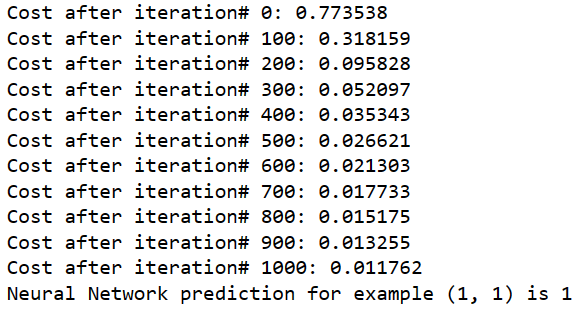 Cost after iteration# 0: 0.773538
Cost after iteration# 100: 0.318159
Cost after iteration# 200: 0.095828
Cost after iteration# 300: 0.052097
Cost after iteration# 400: 0.035343
Cost after iteration# 500: 0.026621
Cost after iteration# 600: 0.021303
Cost after iteration# 700: 0.017733
Cost after iteration# 800: 0.015175
Cost after iteration# 900: 0.013255
Cost after iteration# 1000: 0.011762
Neural Network prediction for example (1, 1) is 1